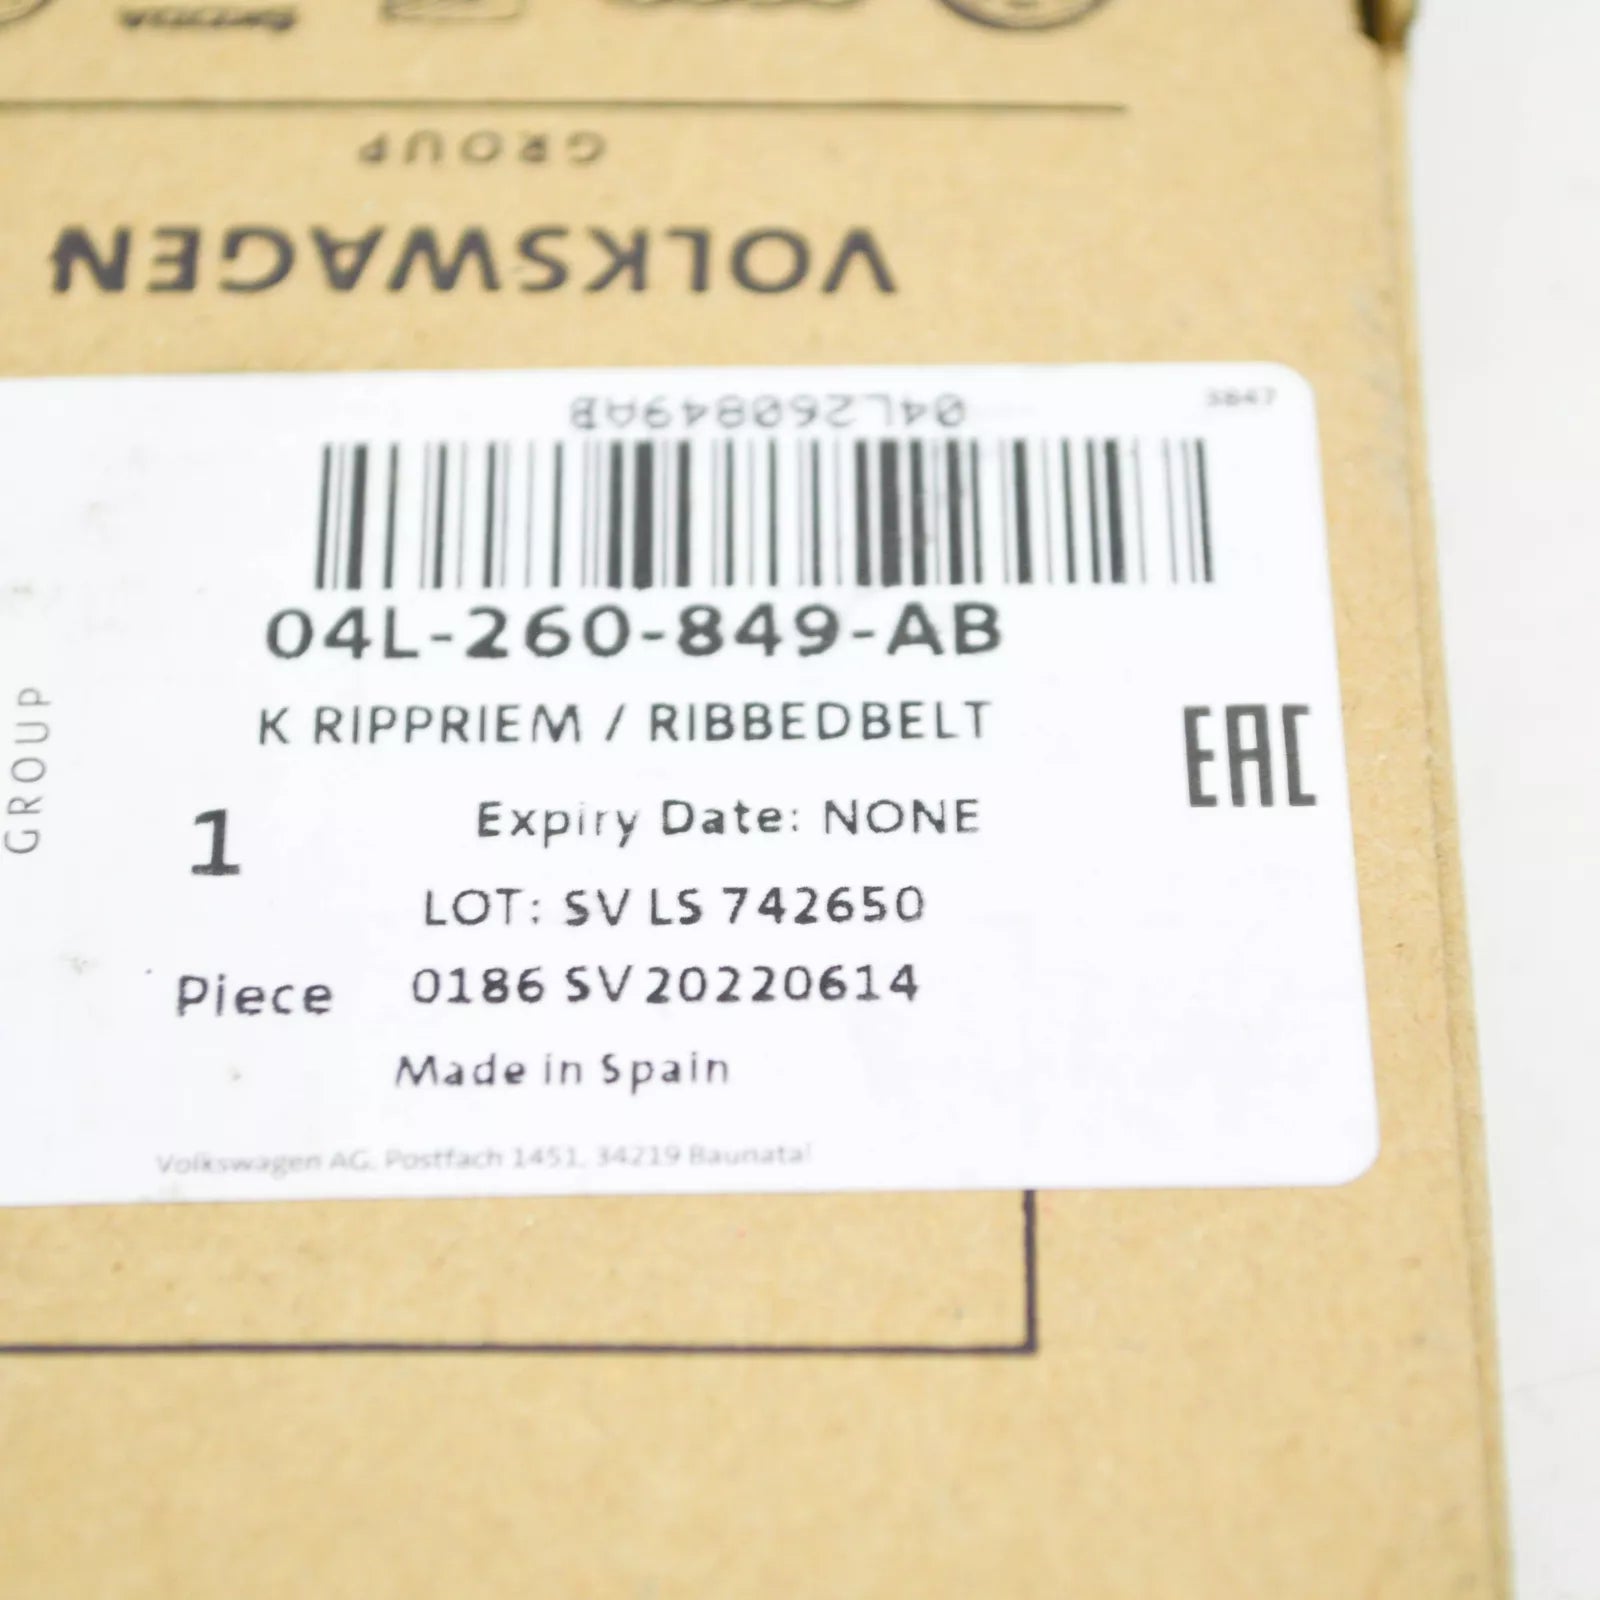 ŠKODA
GROUP
VOLKSWAGEN
04L260849AB
3847
04L-260-849-AB
K RIPPRIEM / RIBBEDBELT
EAC
GROUP
Expiry Date: NONE
1
LOT: SV LS 742650
Piece
0186 SV 20220614
Made in Spain
Volkswagen AG, Postfach 1451, 34219 Baunatal